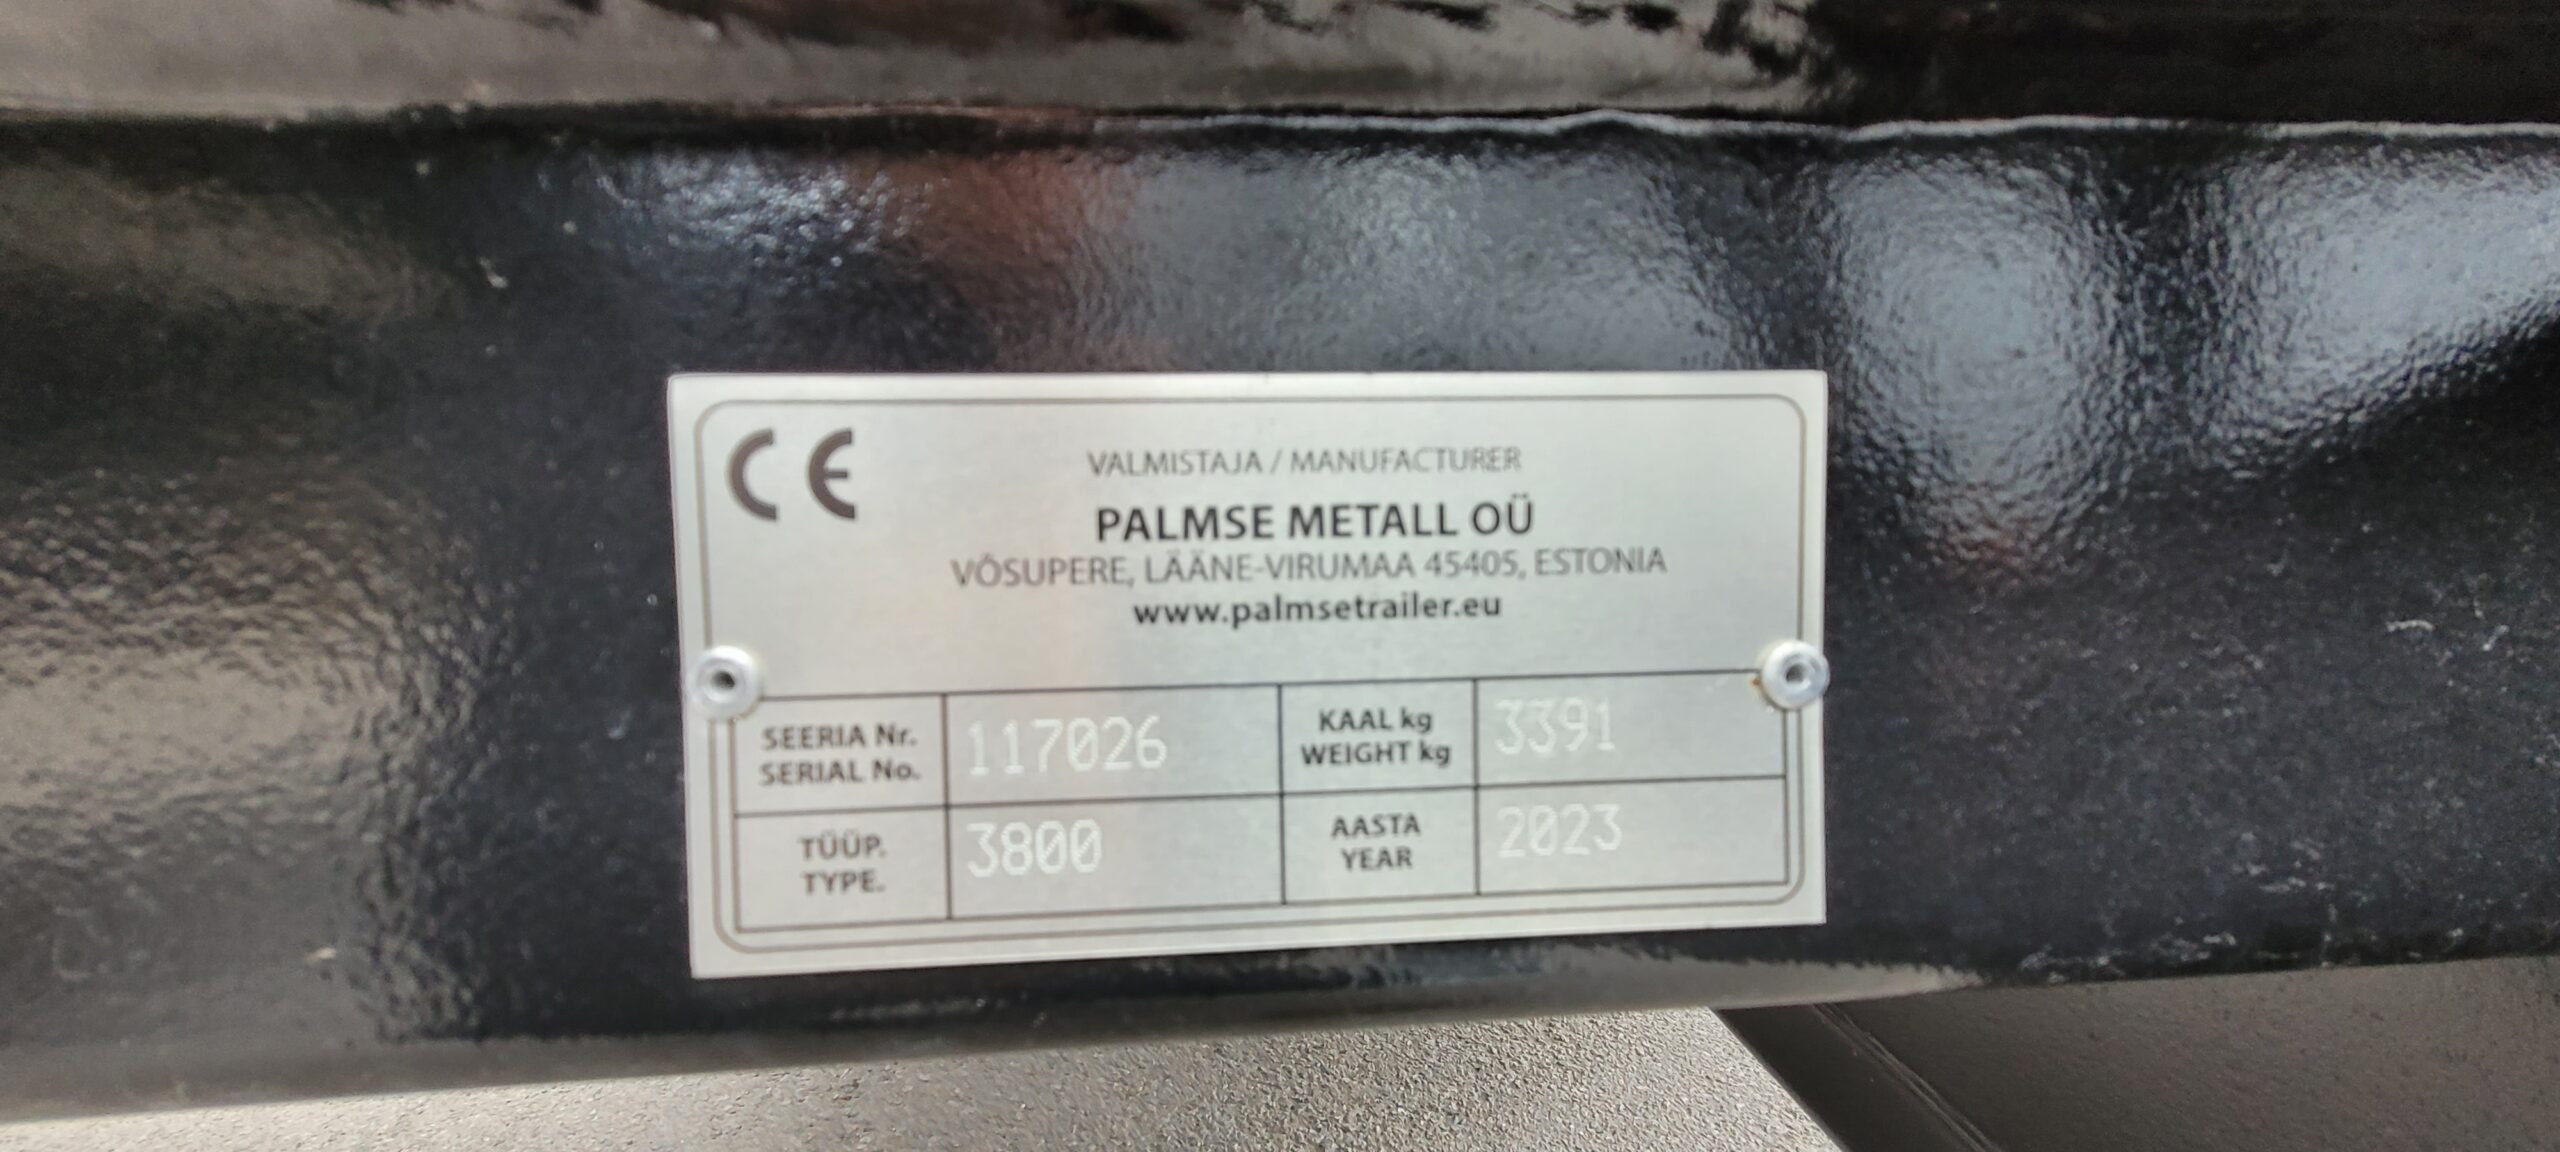 CE
VALMISTAJA / MANUFACTURER
PALMSE METALL OÜ
VÕSUPERE, LÄÄNE-VIRUMAA 45405, ESTONIA
www.palmsetrailer.eu
SEERIA Nr.
SERIAL No.
117026
KAAL kg
WEIGHT kg
3391
TÜÜP.
TYPE.
3800
AASTA
YEAR
2023